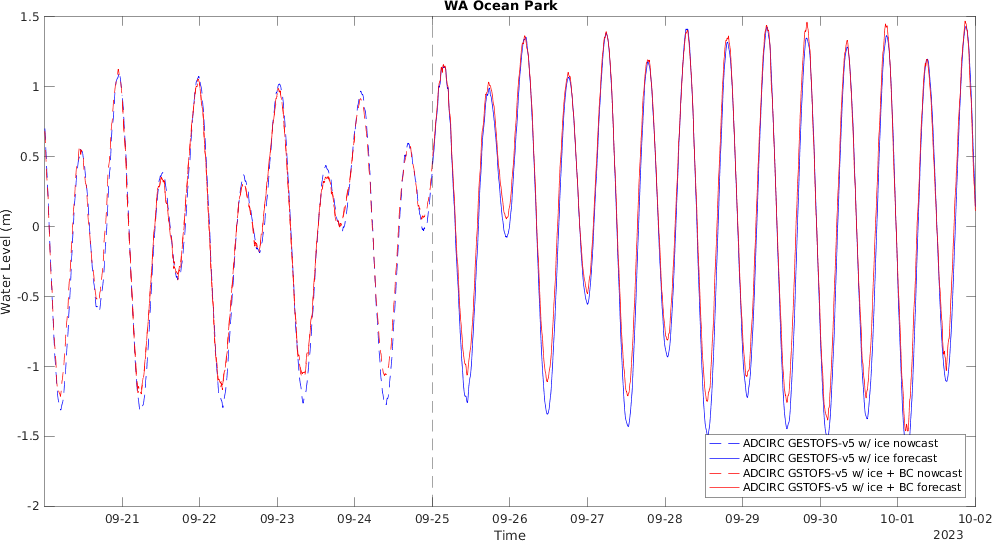 WA Ocean Park
1.5
1
0.5
0
-0.5
-1
-1.5
-2
Water Level (m)
ADCIRC GESTOFS-v5 w/ ice nowcast
ADCIRC GESTOFS-v5 w/ ice forecast
ADCIRC GSTOFS-v5 w/ ice + BC nowcast
ADCIRC GSTOFS-v5 w/ ice + BC forecast
09-21 09-22 09-23 09-24 09-25 09-26 09-27 09-28 09-29 09-30 10-01 10-02
Time
2023